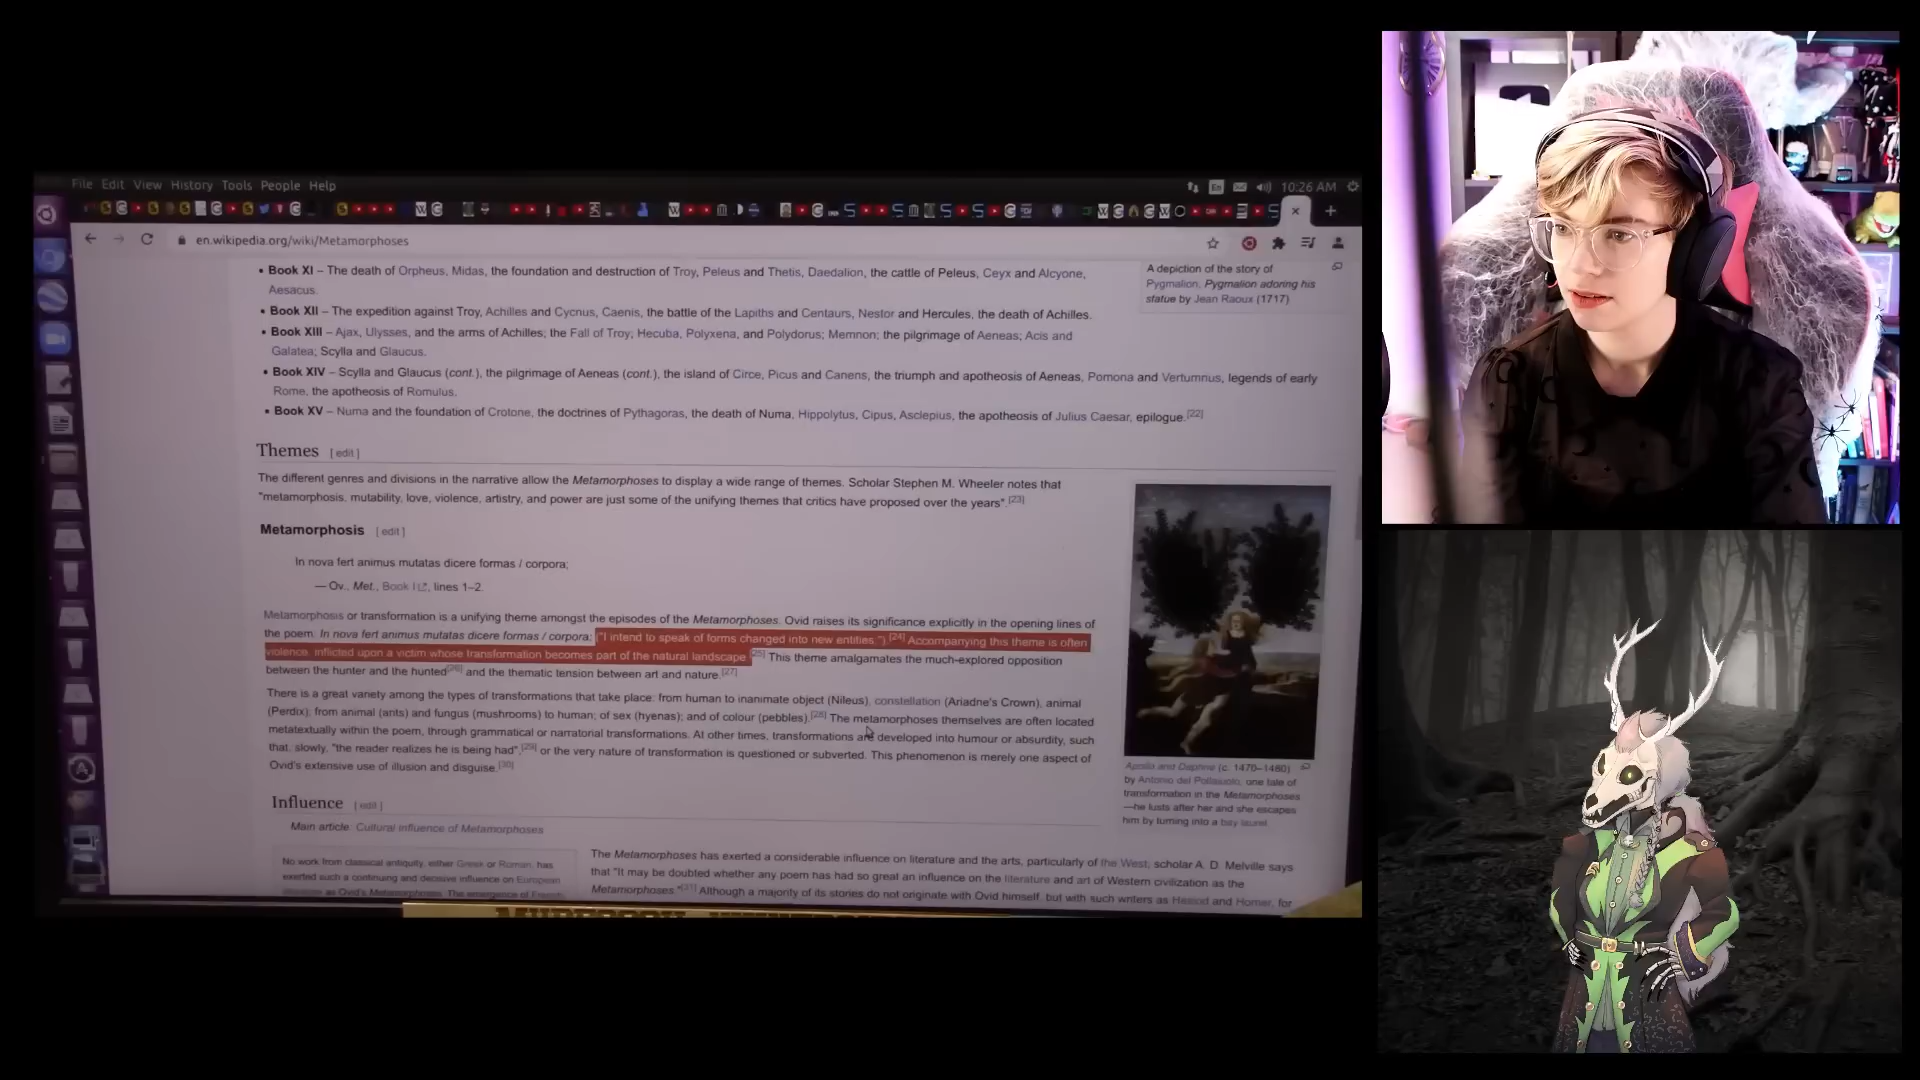 File Edit View History Tools People Help
En
10:26 AM
en.wikipedia.org/wiki/Metamorphoses
• Book XI – The death of Orpheus, Midas, the foundation and destruction of Troy, Peleus and Thetis, Daedalion, the cattle of Peleus, Ceyx and Alcyone,
Aesacus.
• Book XII – The expedition against Troy, Achilles and Cycnus, Caenis, the battle of the Lapiths and Centaurs, Nestor and Hercules, the death of Achilles.
• Book XIII – Ajax, Ulysses, and the arms of Achilles; the Fall of Troy; Hecuba, Polyxena, and Polydorus; Memnon; the pilgrimage of Aeneas; Acis and
Galatea; Scylla and Glaucus.
• Book XIV – Scylla and Glaucus (cont.), the pilgrimage of Aeneas (cont.), the island of Circe, Picus and Canens, the triumph and apotheosis of Aeneas, Pomona and Vertumnus, legends of early
Rome, the apotheosis of Romulus.
• Book XV – Numa and the foundation of Crotone, the doctrines of Pythagoras, the death of Numa, Hippolytus, Cipus, Asclepius, the apotheosis of Julius Caesar, epilogue.[22]
A depiction of the story of
Pygmalion, Pygmalion adoring his
statue by Jean Raoux (1717)
Themes [ edit ]
The different genres and divisions in the narrative allow the Metamorphoses to display a wide range of themes. Scholar Stephen M. Wheeler notes that
"metamorphosis, mutability, love, violence, artistry, and power are just some of the unifying themes that critics have proposed over the years".[23]
Metamorphosis [ edit ]
In nova fert animus mutatas dicere formas / corpora;
— Ov., Met., Book I, lines 1–2.
Metamorphosis or transformation is a unifying theme amongst the episodes of the Metamorphoses. Ovid raises its significance explicitly in the opening lines of
the poem: In nova fert animus mutatas dicere formas / corpora; ("I intend to speak of forms changed into new entities;").[24] Accompanying this theme is often
violence, inflicted upon a victim whose transformation becomes part of the natural landscape.[25] This theme amalgamates the much-explored opposition
between the hunter and the hunted[26] and the thematic tension between art and nature.[27]
There is a great variety among the types of transformations that take place: from human to inanimate object (Nileus), constellation (Ariadne's Crown), animal
(Perdix); from animal (ants) and fungus (mushrooms) to human; of sex (hyenas); and of colour (pebbles).[28] The metamorphoses themselves are often located
metatextually within the poem, through grammatical or narratorial transformations. At other times, transformations are developed into humour or absurdity, such
that, slowly, "the reader realizes he is being had",[29] or the very nature of transformation is questioned or subverted. This phenomenon is merely one aspect of
Ovid's extensive use of illusion and disguise.[30]
Apollo and Daphne (c. 1470–1480)
by Antonio del Pollaiuolo, one tale of
transformation in the Metamorphoses
—he lusts after her and she escapes
him by turning into a bay laurel.
Influence [ edit ]
Main article: Cultural influence of Metamorphoses
No work from classical antiquity, either Greek or Roman, has
exerted such a continuing and decisive influence on European
literature as Ovid's Metamorphoses. The emergence of French,
The Metamorphoses has exerted a considerable influence on literature and the arts, particularly of the West; scholar A. D. Melville says
that "It may be doubted whether any poem has had so great an influence on the literature and art of Western civilization as the
Metamorphoses."[31] Although a majority of its stories do not originate with Ovid himself, but with such writers as Hesiod and Homer, for